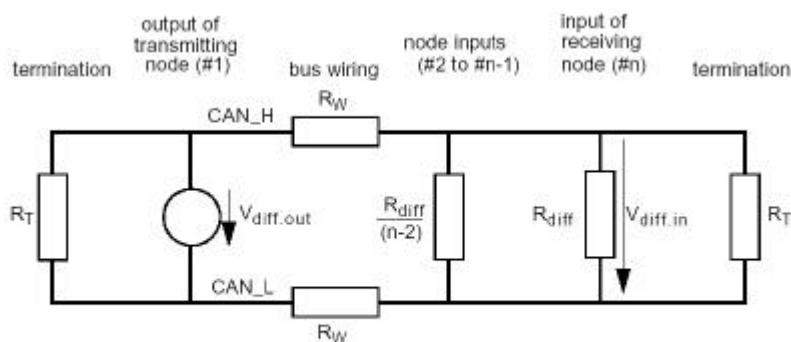 output of
transmitting
node (#1)
node inputs
(#2 to #n-1)
input of
receiving
node (#n)
termination
bus wiring
termination
CAN_H
RW
RT
Vdiff.out
Rdiff
(n-2)
Rdiff
Vdiff.in
RT
CAN_L
RW